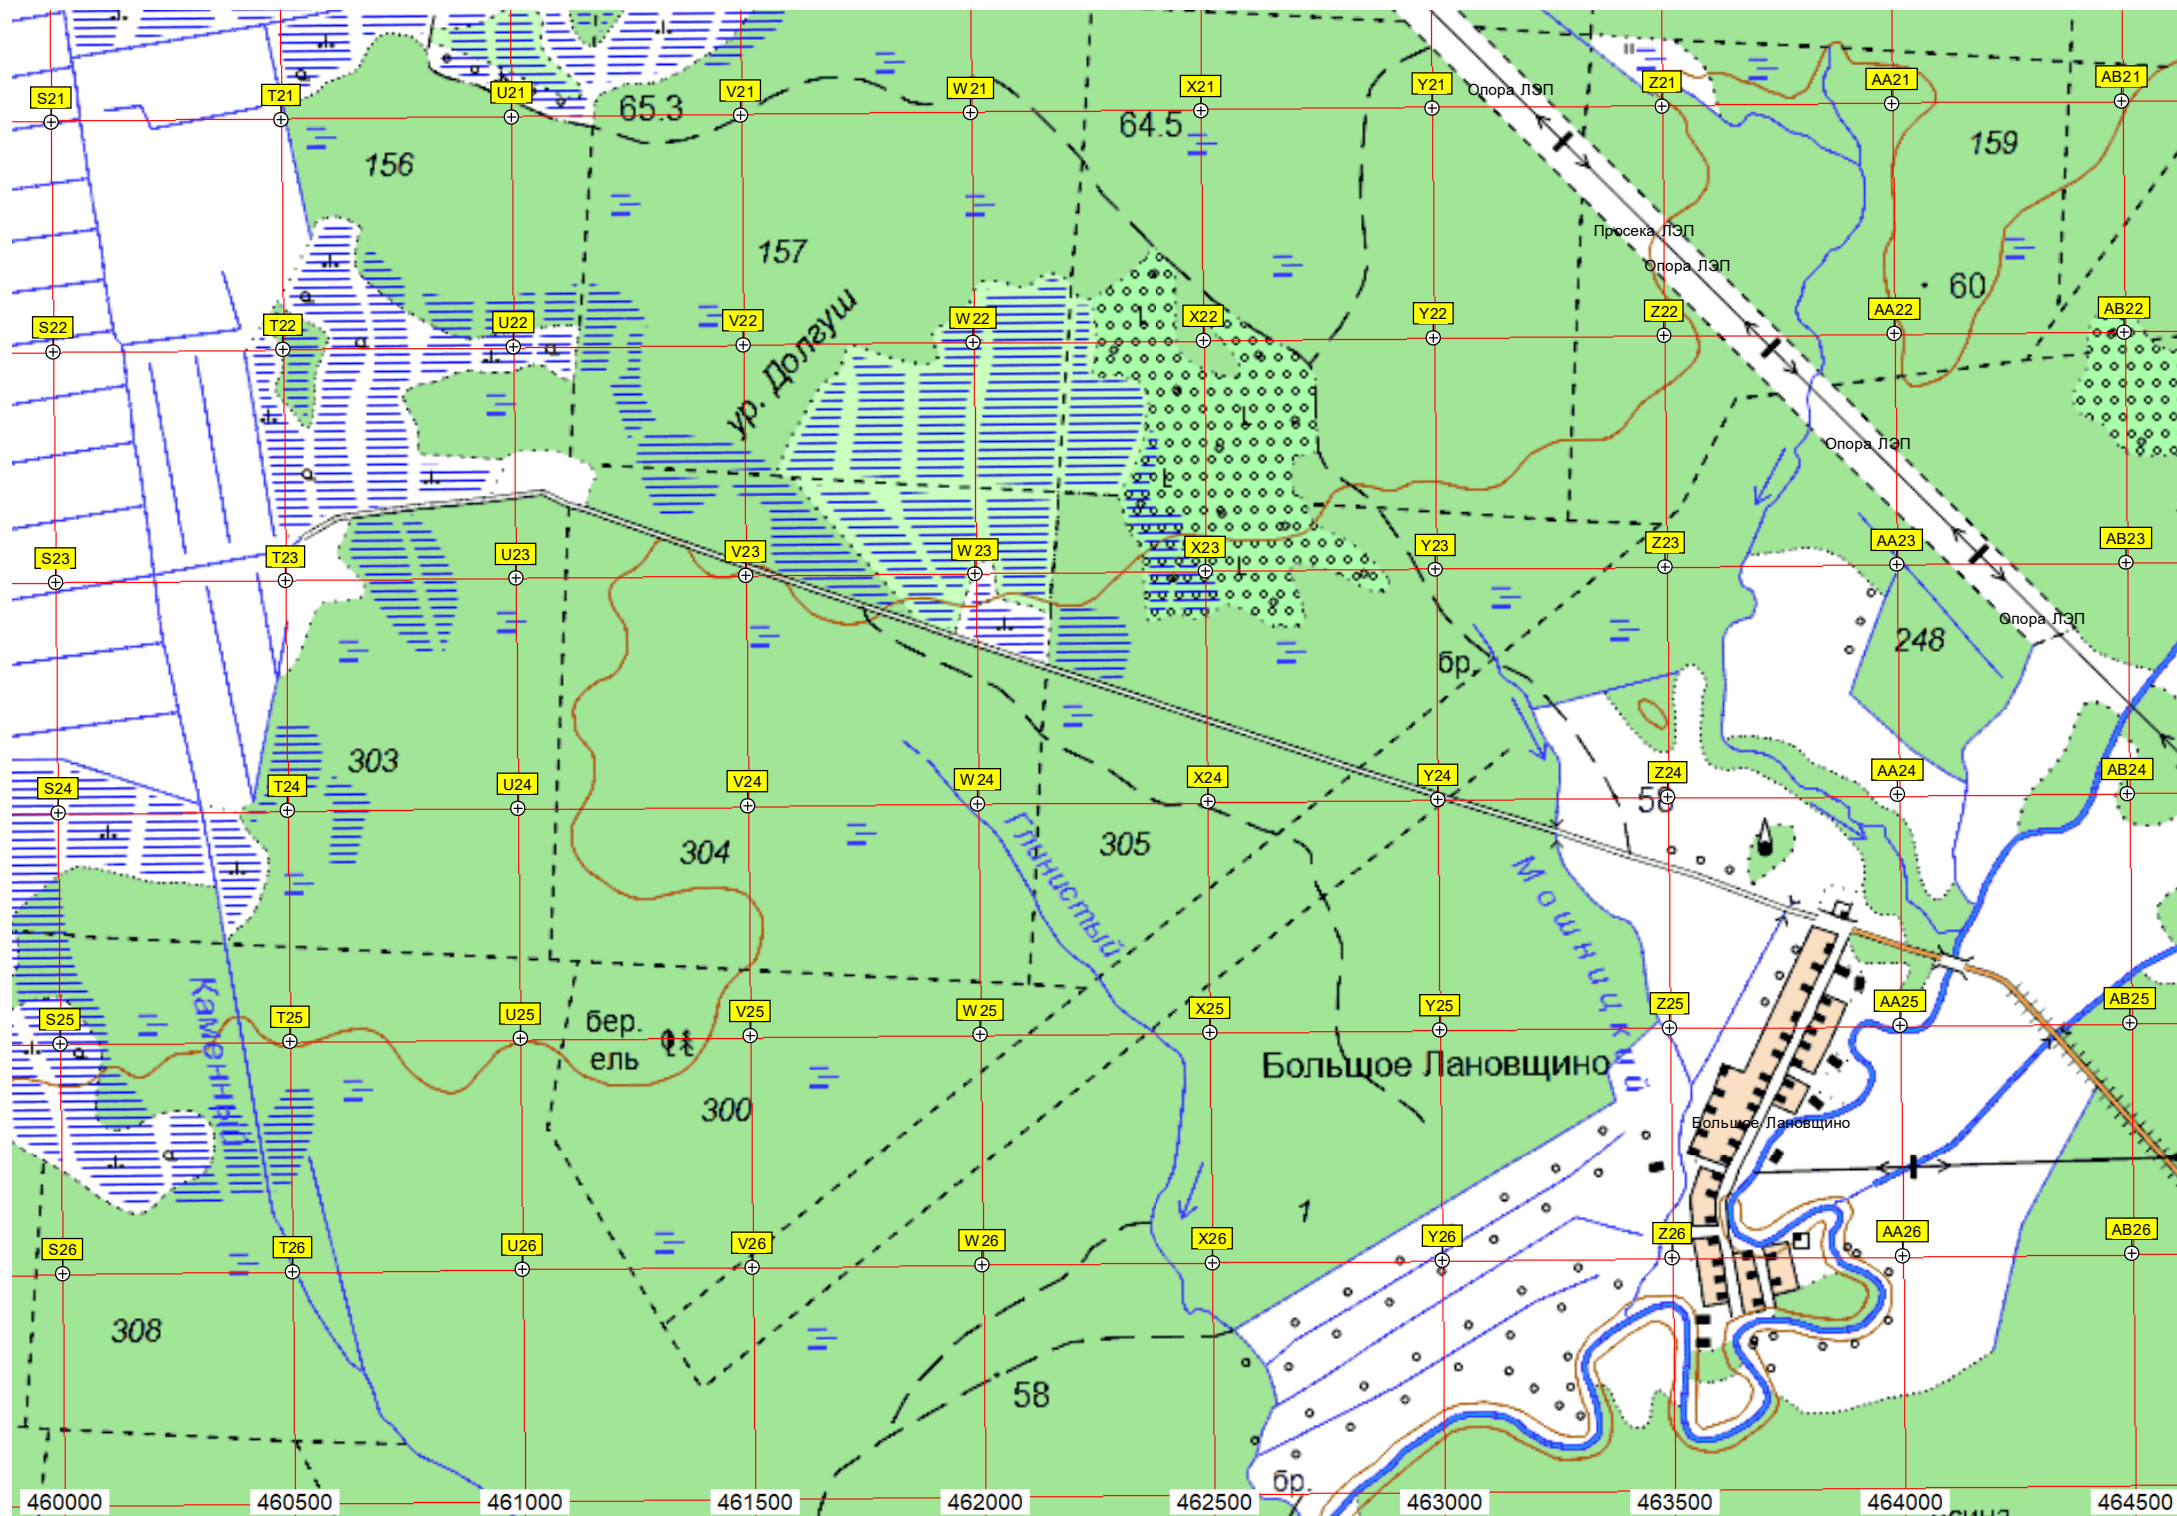 Опора ЛЭП
S21
T21
U21
V21
W21
X21
Y21
Z21
AA21
AB21
65.3
64.5
156
159
157
Просека ЛЭП
Опора ЛЭП
60
ур. Долгуш
S22
T22
U22
V22
W22
X22
Y22
Z22
AA22
AB22
Опора ЛЭП
S23
T23
U23
V23
W23
X23
Y23
Z23
AA23
AB23
Опора ЛЭП
248
бр.
303
S24
T24
U24
V24
W24
X24
Y24
Z24
AA24
AB24
304
305
Глинистый
Мошницкий
Каменный
S25
T25
U25
V25
W25
X25
Y25
Z25
AA25
AB25
бер.
ель
Большое Лановщино
300
Большое Лановщино
1
S26
T26
U26
V26
W26
X26
Y26
Z26
AA26
AB26
308
58
бр.
460000
460500
461000
461500
462000
462500
463000
463500
464000
464500